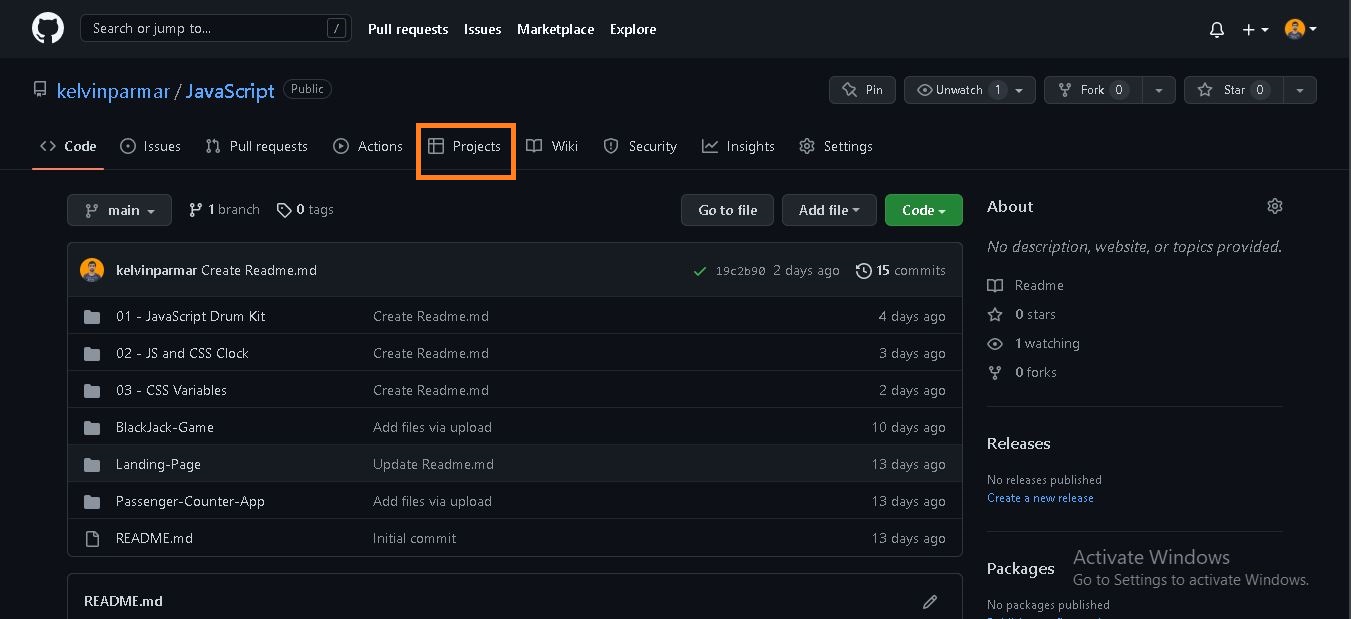 Search or jump to... /
Pull requests Issues Marketplace Explore
kelvinparmar / JavaScript Public
Pin Unwatch 1 Fork 0 Star 0
Code Issues Pull requests Actions Projects Wiki Security Insights Settings
main 1 branch 0 tags Go to file Add file Code
kelvinparmar Create Readme.md 19c2b90 2 days ago 15 commits
01 - JavaScript Drum Kit Create Readme.md 4 days ago
02 - JS and CSS Clock Create Readme.md 3 days ago
03 - CSS Variables Create Readme.md 2 days ago
BlackJack-Game Add files via upload 10 days ago
Landing-Page Update Readme.md 13 days ago
Passenger-Counter-App Add files via upload 13 days ago
README.md Initial commit 13 days ago
README.md
About
No description, website, or topics provided.
Readme
0 stars
1 watching
0 forks
Releases
No releases published
Create a new release
Packages
No packages published
Activate Windows
Go to Settings to activate Windows.